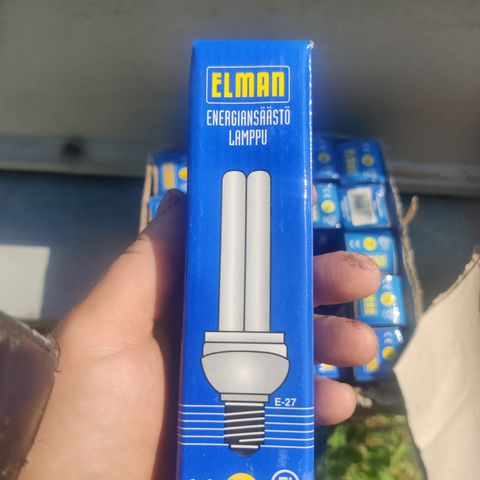 ELMAN
ENERGIANSÄÄSTÖ
LAMPPU
E-27